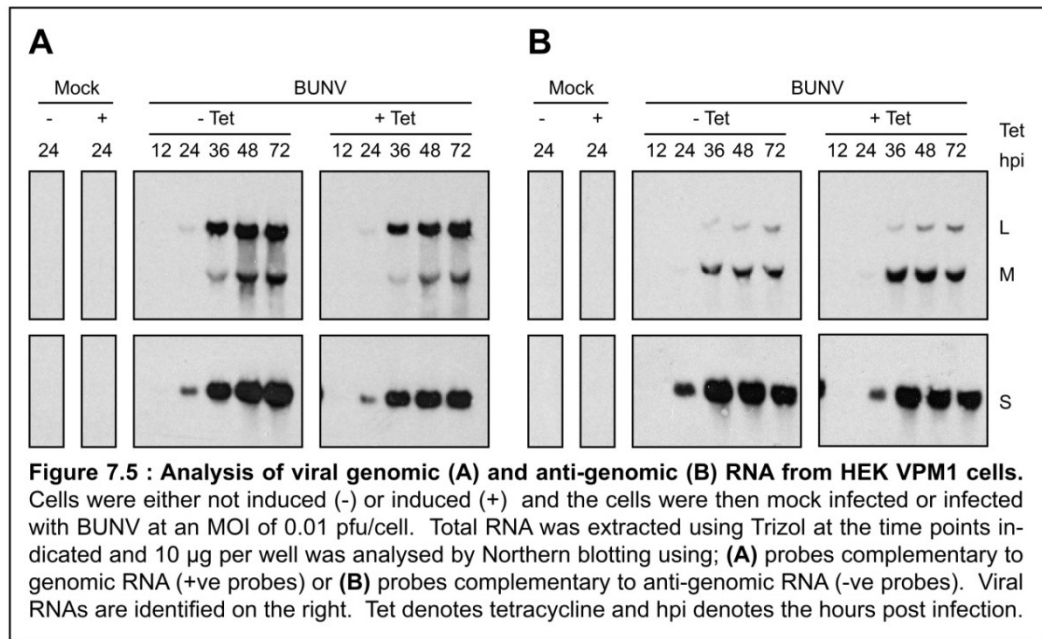 A
B
Mock BUNV Mock BUNV
- + - Tet + Tet - + - Tet + Tet Tet
24 24 12 24 36 48 72 12 24 36 48 72 24 24 12 24 36 48 72 12 24 36 48 72 hpi
L
M
S
Figure 7.5 : Analysis of viral genomic (A) and anti-genomic (B) RNA from HEK VPM1 cells.
Cells were either not induced (-) or induced (+) and the cells were then mock infected or infected
with BUNV at an MOI of 0.01 pfu/cell. Total RNA was extracted using Trizol at the time points in-
dicated and 10 µg per well was analysed by Northern blotting using; (A) probes complementary to
genomic RNA (+ve probes) or (B) probes complementary to anti-genomic RNA (-ve probes). Viral
RNAs are identified on the right. Tet denotes tetracycline and hpi denotes the hours post infection.